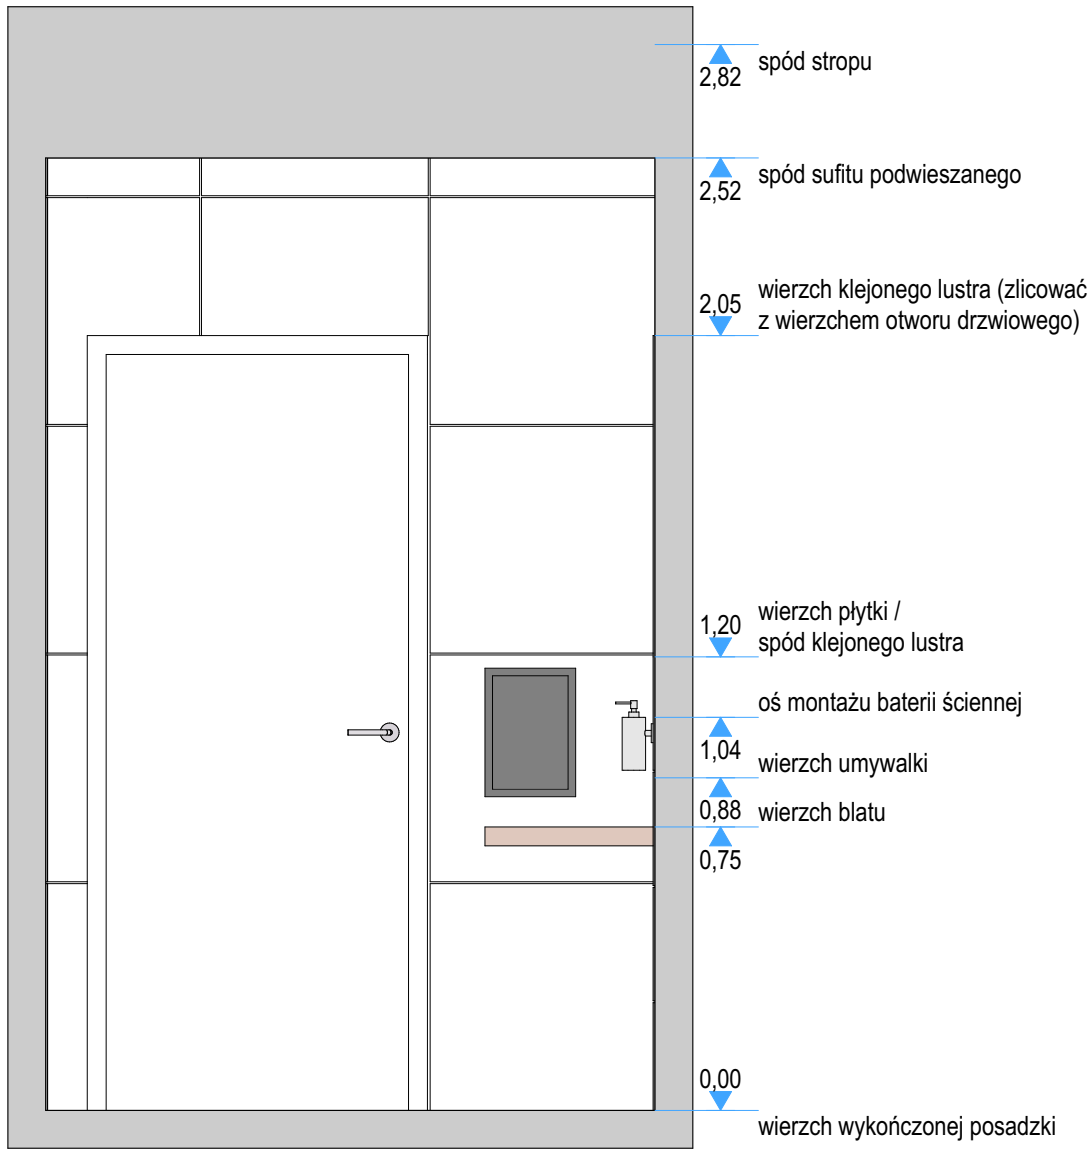 2,82
spód stropu
2,52
spód sufitu podwieszanego
2,05
wierzch klejonego lustra (zlicować
z wierzchem otworu drzwiowego)
1,20
wierzch płytki /
spód klejonego lustra
oś montażu baterii ściennej
1,04
wierzch umywalki
0,88
wierzch blatu
0,75
0,00
wierzch wykończonej posadzki